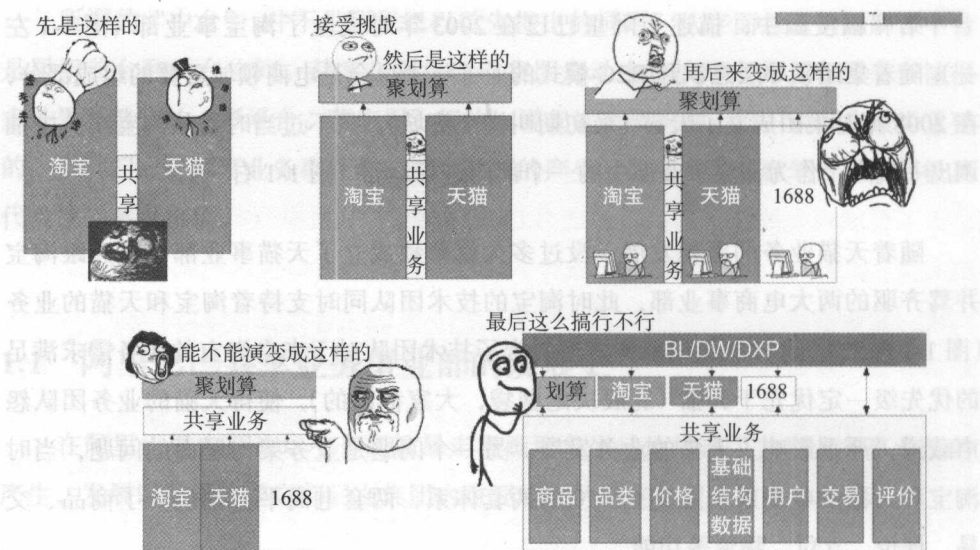 先是这样的
淘宝
天猫
共享业务
接受挑战
然后是这样的
聚划算
淘宝
共享业务
天猫
再后来变成这样的
聚划算
淘宝
共享业务
天猫
1688
能不能演变成这样的
聚划算
共享业务
淘宝
天猫
1688
最后这么搞行不行
BL/DW/DXP
划算
淘宝
天猫
1688
共享业务
商品
品类
价格
基础
结构
数据
用户
交易
评价